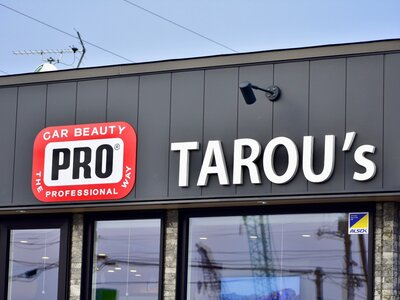 CAR BEAUTY
PRO®
THE PROFESSIONAL WAY
TAROU's
ALSOK